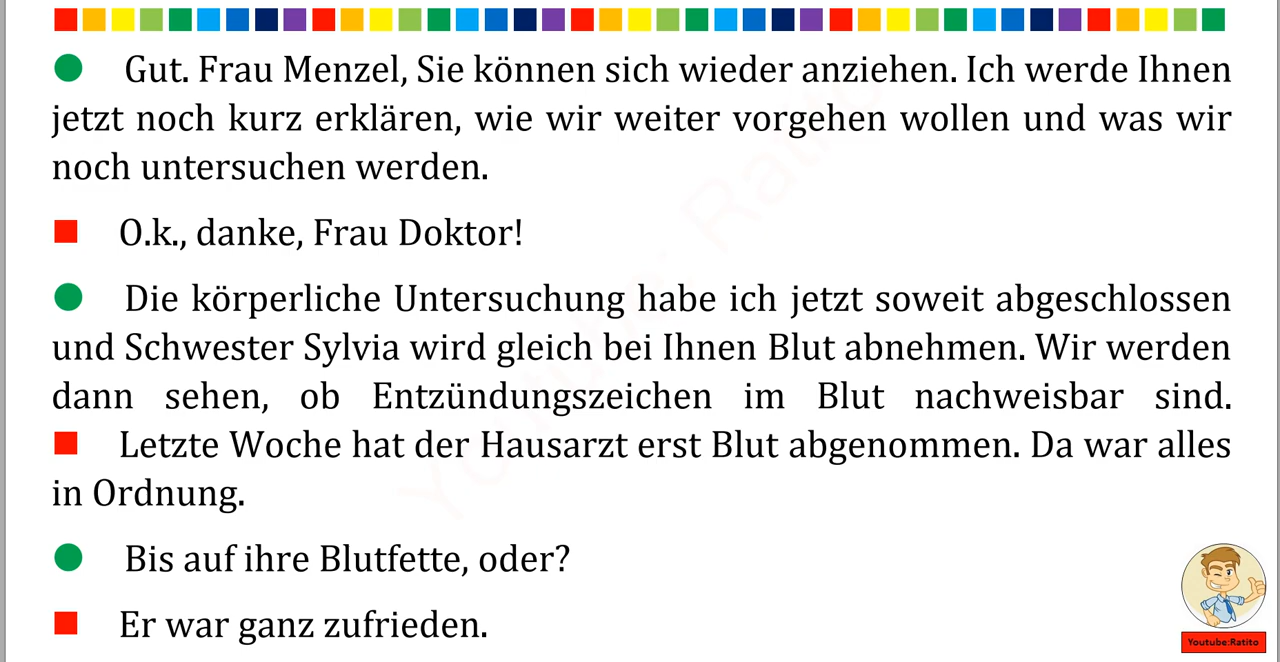 Gut. Frau Menzel, Sie können sich wieder anziehen. Ich werde Ihnen
jetzt noch kurz erklären, wie wir weiter vorgehen wollen und was wir
noch untersuchen werden.
O.k., danke, Frau Doktor!
Die körperliche Untersuchung habe ich jetzt soweit abgeschlossen
und Schwester Sylvia wird gleich bei Ihnen Blut abnehmen. Wir werden
dann sehen, ob Entzündungszeichen im Blut nachweisbar sind.
Letzte Woche hat der Hausarzt erst Blut abgenommen. Da war alles
in Ordnung.
Bis auf ihre Blutfette, oder?
Er war ganz zufrieden.
Youtube:Ratito